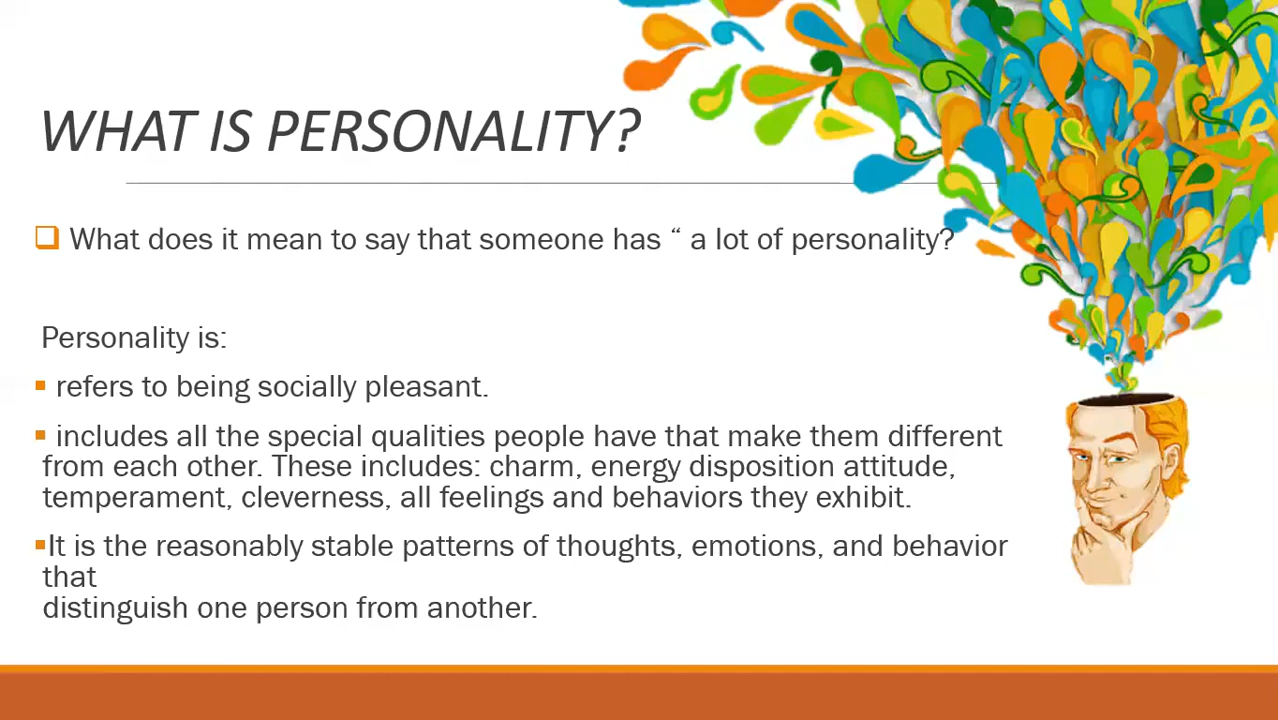 WHAT IS PERSONALITY?
What does it mean to say that someone has “ a lot of personality?
Personality is:
refers to being socially pleasant.
includes all the special qualities people have that make them different
from each other. These includes: charm, energy disposition attitude,
temperament, cleverness, all feelings and behaviors they exhibit.
It is the reasonably stable patterns of thoughts, emotions, and behavior
that
distinguish one person from another.